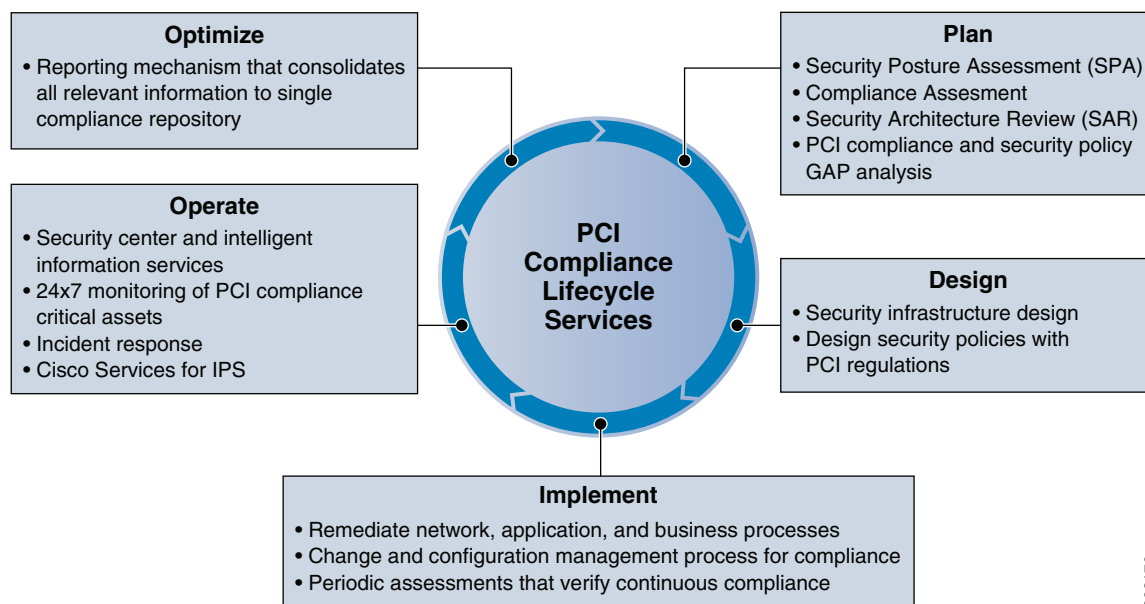 Optimize
• Reporting mechanism that consolidates
all relevant information to single
compliance repository
Plan
• Security Posture Assessment (SPA)
• Compliance Assesment
• Security Architecture Review (SAR)
• PCI compliance and security policy
GAP analysis
Operate
• Security center and intelligent
information services
• 24x7 monitoring of PCI compliance
critical assets
• Incident response
• Cisco Services for IPS
PCI
Compliance
Lifecycle
Services
Design
• Security infrastructure design
• Design security policies with
PCI regulations
Implement
• Remediate network, application, and business processes
• Change and configuration management process for compliance
• Periodic assessments that verify continuous compliance